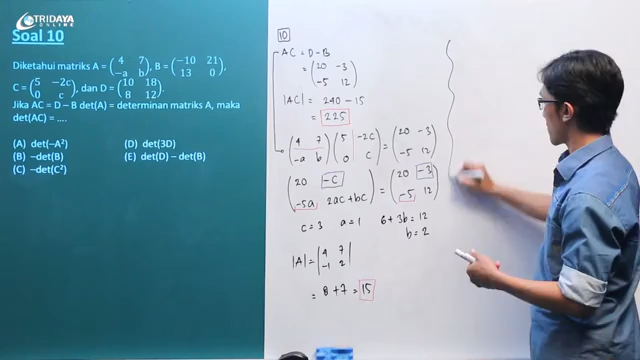 TRIDAYA
ONLINE
Soal 10
Diketahui matriks A = (4 7 / −a b), B = (−10 21 / 13 0),
C = (5 −2c / 0 c), dan D = (10 18 / 8 12).
Jika AC = D − B det(A) = determinan matriks A, maka
det(AC) = ....
(A) det(−A²) (D) det(3D)
(B) −det(B) (E) det(D) − det(B)
(C) −det(C²)
10
AC = D − B
= (20 −3 / −5 12)
|AC| = 240 − 15
= 225
(4 7 / −a b) (5 −2C / 0 C) = (20 −3 / −5 12)
(20 −C / −5a 2aC + bC) = (20 −3 / −5 12)
C = 3 a = 1 6 + 3b = 12
b = 2
|A| = |4 7 / −1 2|
= 8 + 7 = 15